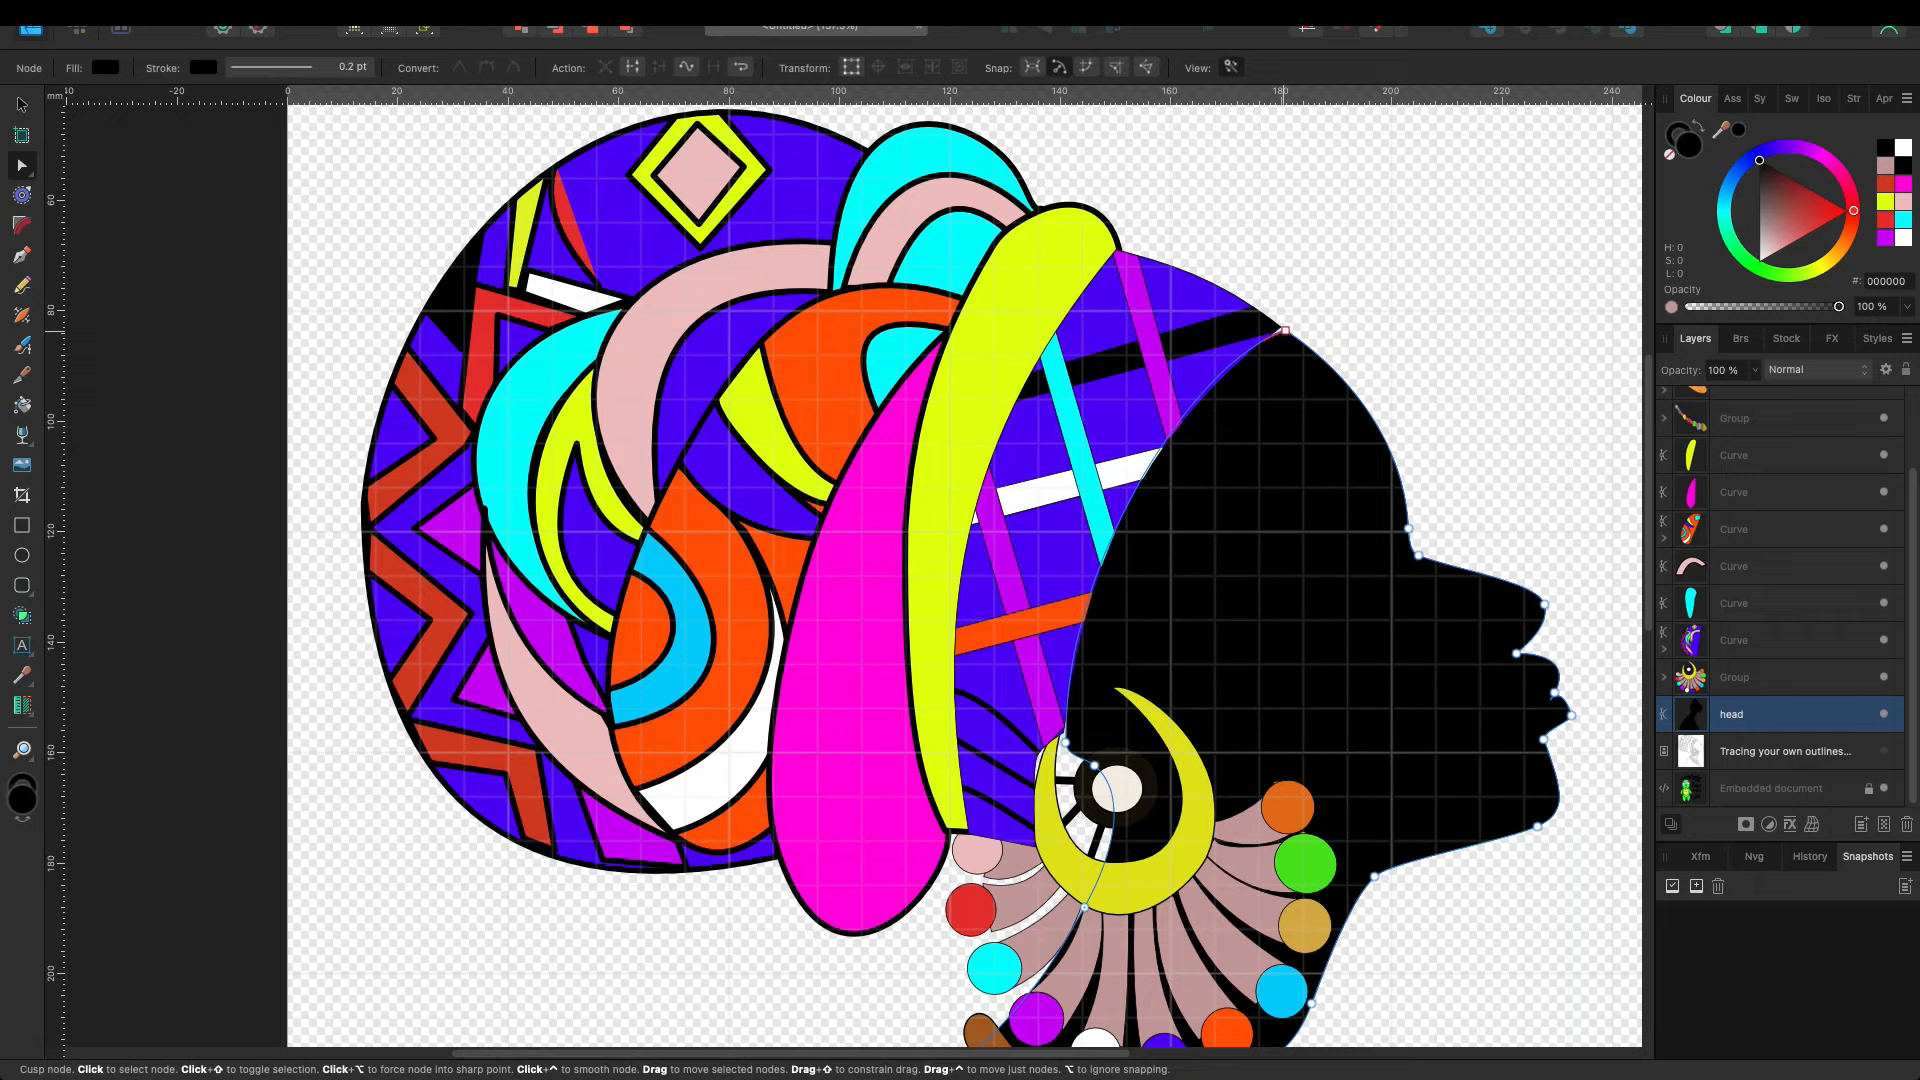 <Untitled> (137.3%)
Node Fill: Stroke: 0.2 pt Convert: Action: Transform: Snap: View:
mm
10 -20 0 20 40 60 80 100 120 140 160 180 200 220 240
60
80
100
120
140
160
180
200
Colour Ass Sy Sw Iso Str Apr
H: 0
S: 0
L: 0
#: 000000
Opacity
100 %
Layers Brs Stock FX Styles
Opacity: 100 % Normal
Group
Curve
Curve
Curve
Curve
Curve
Curve
Group
head
Tracing your own outlines...
Embedded document
Xfm Nvg History Snapshots
Cusp node. Click to select node. Click+⇧ to toggle selection. Click+⌥ to force node into sharp point. Click+^ to smooth node. Drag to move selected nodes. Drag+⇧ to constrain drag. Drag+^ to move just nodes. ⌥ to ignore snapping.